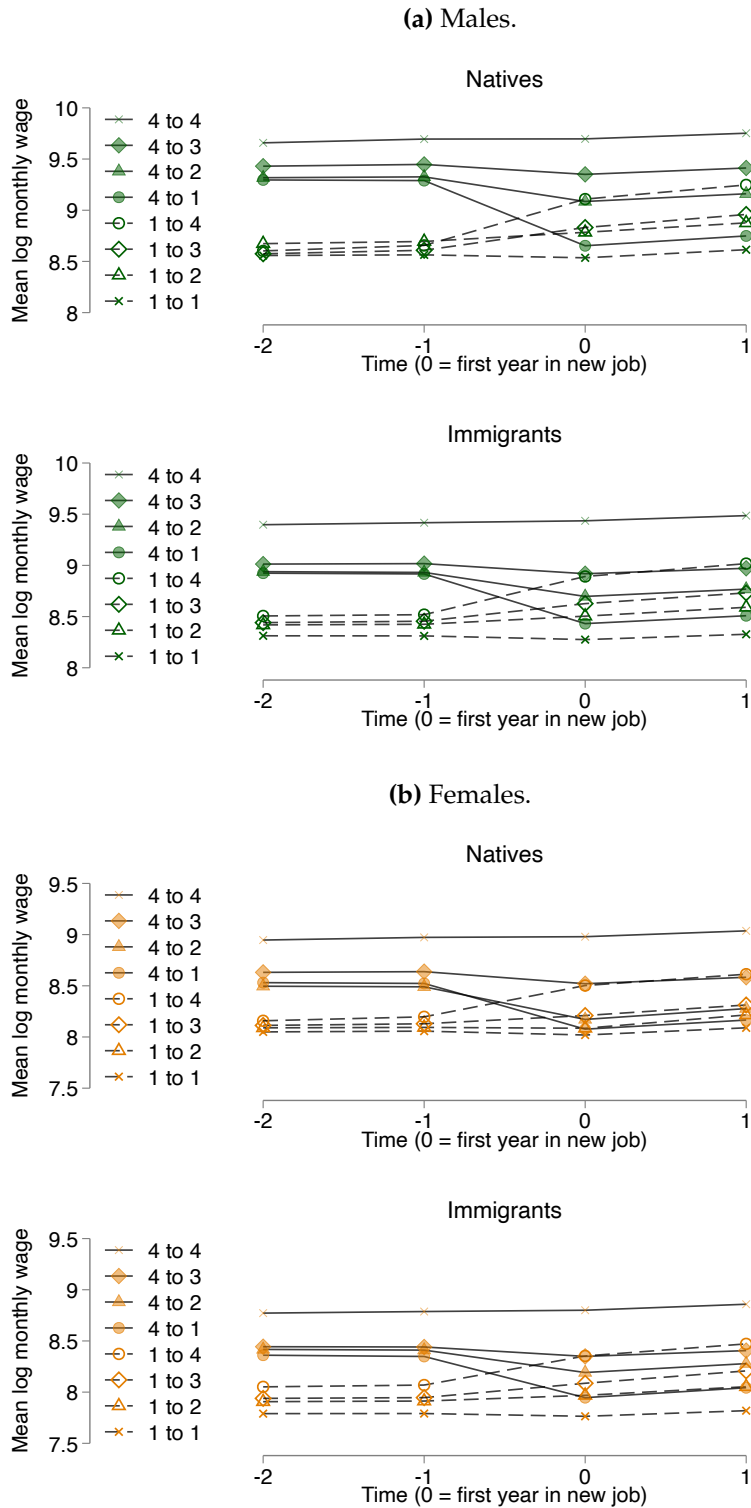 (a) Males.
Natives
Mean log monthly wage
10
9.5
9
8.5
8
4 to 4
4 to 3
4 to 2
4 to 1
1 to 4
1 to 3
1 to 2
1 to 1
-2 -1 0 1
Time (0 = first year in new job)
Immigrants
Mean log monthly wage
10
9.5
9
8.5
8
4 to 4
4 to 3
4 to 2
4 to 1
1 to 4
1 to 3
1 to 2
1 to 1
-2 -1 0 1
Time (0 = first year in new job)
(b) Females.
Natives
Mean log monthly wage
9.5
9
8.5
8
7.5
4 to 4
4 to 3
4 to 2
4 to 1
1 to 4
1 to 3
1 to 2
1 to 1
-2 -1 0 1
Time (0 = first year in new job)
Immigrants
Mean log monthly wage
9.5
9
8.5
8
7.5
4 to 4
4 to 3
4 to 2
4 to 1
1 to 4
1 to 3
1 to 2
1 to 1
-2 -1 0 1
Time (0 = first year in new job)